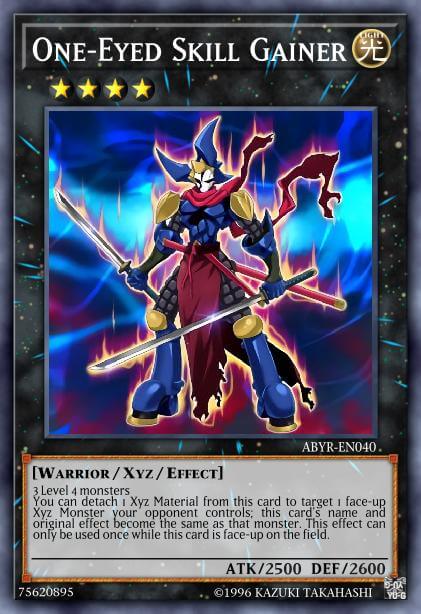 One-Eyed Skill Gainer
LIGHT
光
ABYR-EN040
[Warrior / Xyz / Effect]
3 Level 4 monsters
You can detach 1 Xyz Material from this card to target 1 face-up
Xyz Monster your opponent controls; this card's name and
original effect become the same as that monster. This effect can
only be used once while this card is face-up on the field.
ATK/2500 DEF/2600
75620895
©1996 KAZUKI TAKAHASHI